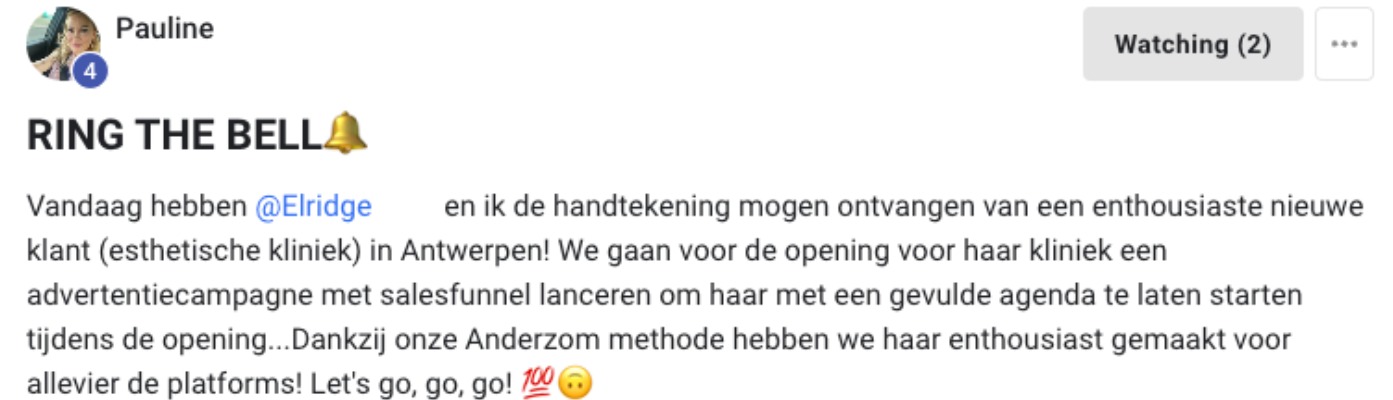 Pauline
4
Watching (2)
...
RING THE BELL🔔
Vandaag hebben @Elridge en ik de handtekening mogen ontvangen van een enthousiaste nieuwe
klant (esthetische kliniek) in Antwerpen! We gaan voor de opening voor haar kliniek een
advertentiecampagne met salesfunnel lanceren om haar met een gevulde agenda te laten starten
tijdens de opening...Dankzij onze Anderzom methode hebben we haar enthousiast gemaakt voor
allevier de platforms! Let's go, go, go! 💯🙃